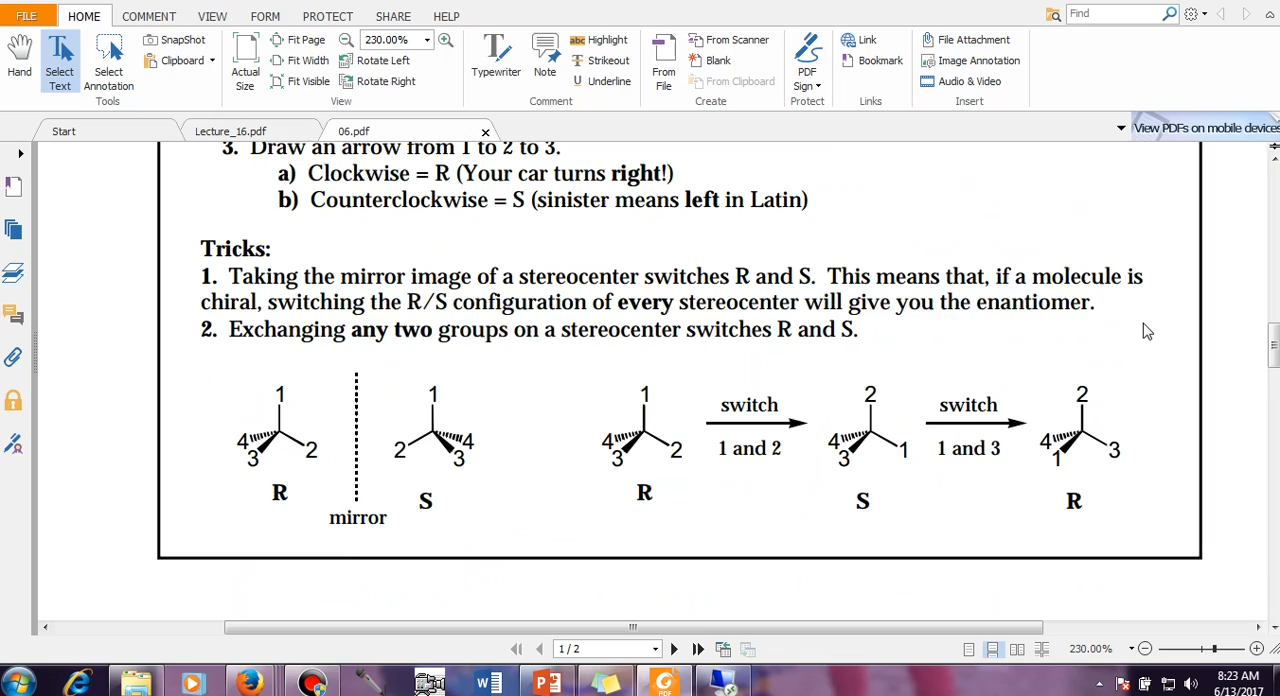 FILE HOME COMMENT VIEW FORM PROTECT SHARE HELP Find
Hand
Select Text
Select Annotation
SnapShot
Clipboard
Tools
Actual Size
Fit Page
Fit Width
Fit Visible
230.00%
Rotate Left
Rotate Right
View
Typewriter
Note
abc Highlight
Strikeout
Underline
Comment
From File
From Scanner
Blank
From Clipboard
Create
PDF Sign
Protect
Link
Bookmark
Links
File Attachment
Image Annotation
Audio & Video
Insert
Start Lecture_16.pdf 06.pdf View PDFs on mobile devices
3. Draw an arrow from 1 to 2 to 3.
a) Clockwise = R (Your car turns right!)
b) Counterclockwise = S (sinister means left in Latin)
Tricks:
1. Taking the mirror image of a stereocenter switches R and S. This means that, if a molecule is
chiral, switching the R/S configuration of every stereocenter will give you the enantiomer.
2. Exchanging any two groups on a stereocenter switches R and S.
1
4
3
2
R
mirror
1
2
4
3
S
1
4
3
2
R
switch
1 and 2
2
4
3
1
S
switch
1 and 3
2
4
1
3
R
1 / 2 230.00%
PDF
8:23 AM
6/13/2017